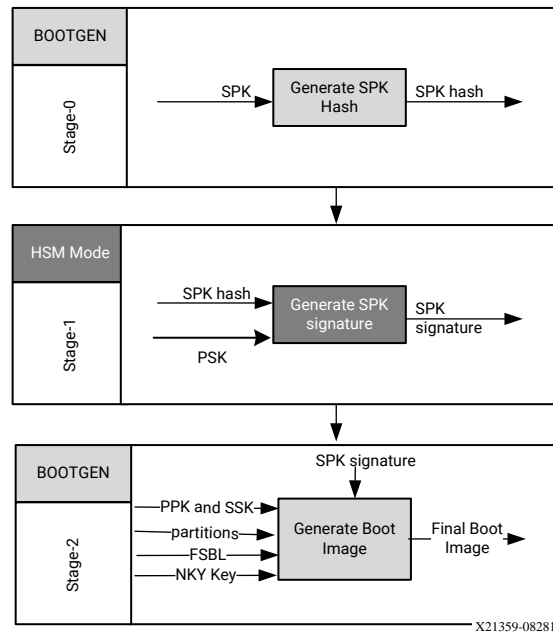 BOOTGEN
Stage-0
SPK
Generate SPK
Hash
SPK hash
HSM Mode
Stage-1
SPK hash
PSK
Generate SPK
signature
SPK
signature
BOOTGEN
Stage-2
SPK signature
PPK and SSK
partitions
FSBL
NKY Key
Generate Boot
Image
Final Boot
Image
X21359-08281